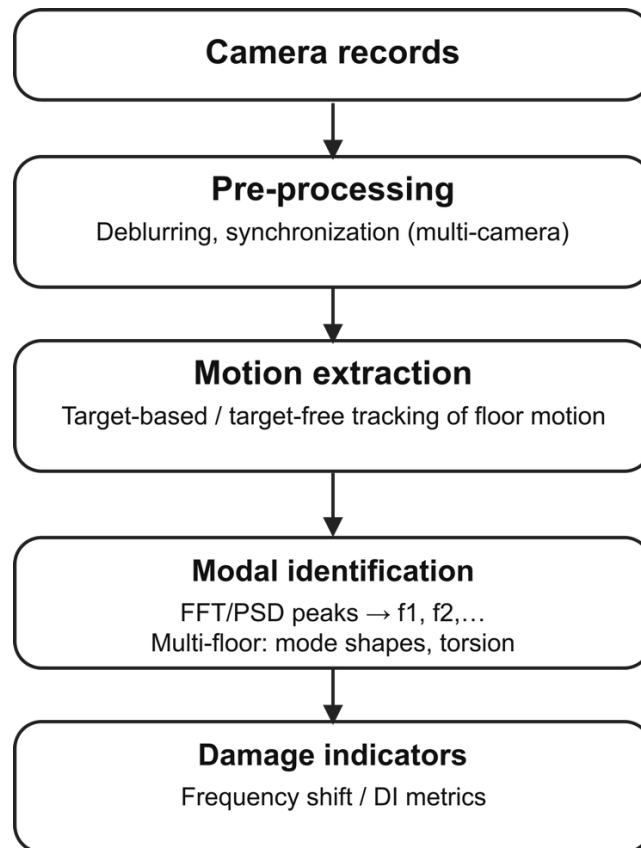 Camera records
Pre-processing
Deblurring, synchronization (multi-camera)
Motion extraction
Target-based / target-free tracking of floor motion
Modal identification
FFT/PSD peaks → f1, f2,…
Multi-floor: mode shapes, torsion
Damage indicators
Frequency shift / DI metrics